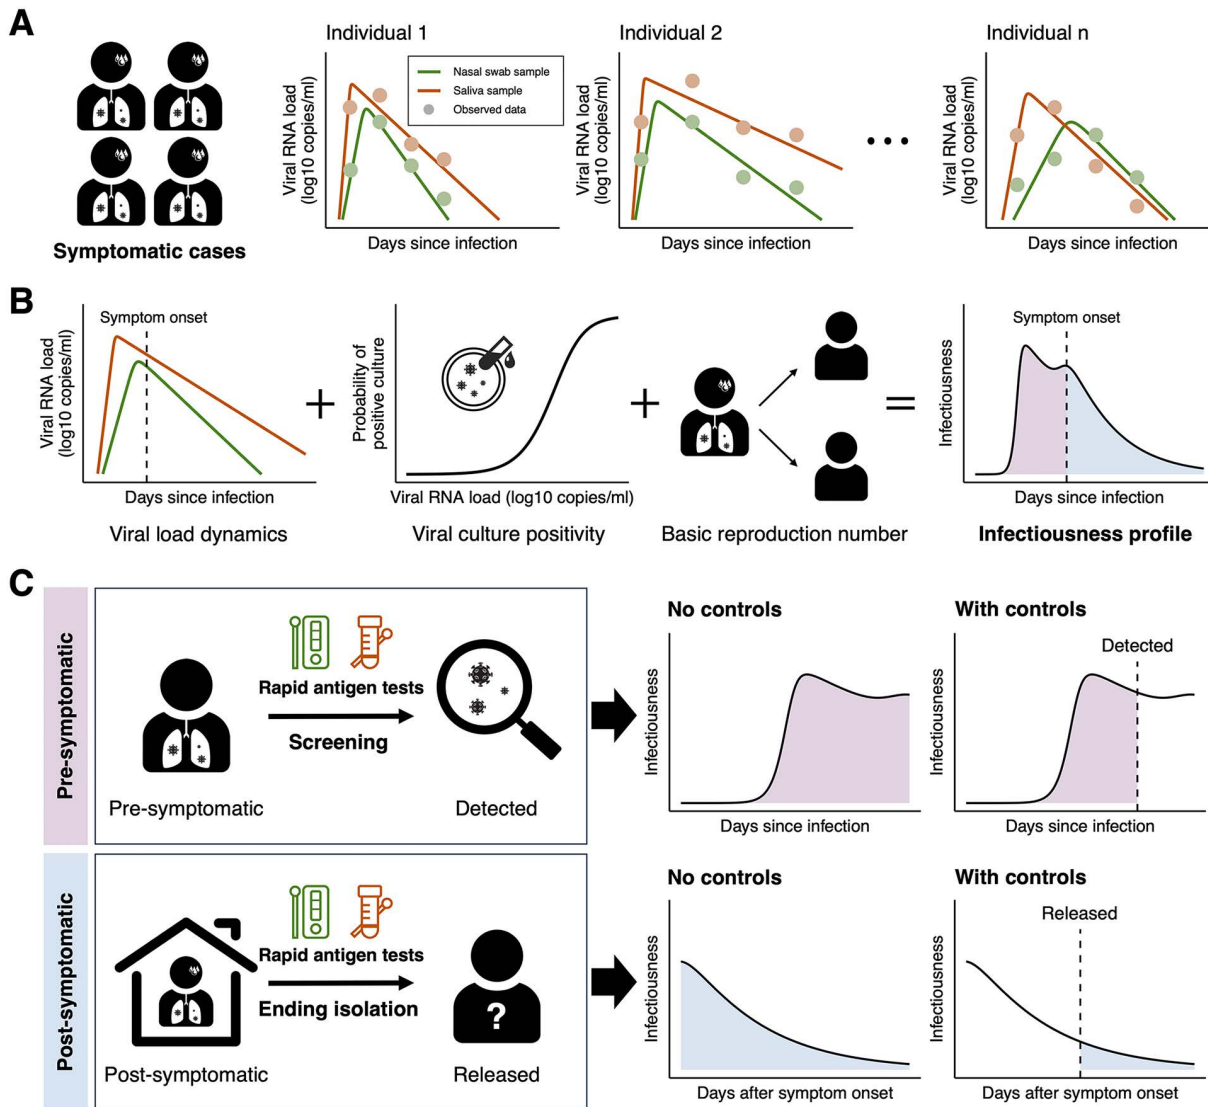 A
Symptomatic cases
Individual 1
Viral RNA load
(log10 copies/ml)
Nasal swab sample
Saliva sample
Observed data
Days since infection
Individual 2
Viral RNA load
(log10 copies/ml)
Days since infection
Individual n
Viral RNA load
(log10 copies/ml)
Days since infection
B
Viral RNA load
(log10 copies/ml)
Symptom onset
Days since infection
Viral load dynamics
+
Probability of
positive culture
Viral RNA load (log10 copies/ml)
Viral culture positivity
+
Basic reproduction number
=
Infectiousness
Symptom onset
Days since infection
Infectiousness profile
C
Pre-symptomatic
Rapid antigen tests
Screening
Pre-symptomatic
Detected
No controls
Infectiousness
Days since infection
With controls
Detected
Infectiousness
Days since infection
Post-symptomatic
Rapid antigen tests
Ending isolation
?
Post-symptomatic
Released
No controls
Infectiousness
Days after symptom onset
With controls
Released
Infectiousness
Days after symptom onset